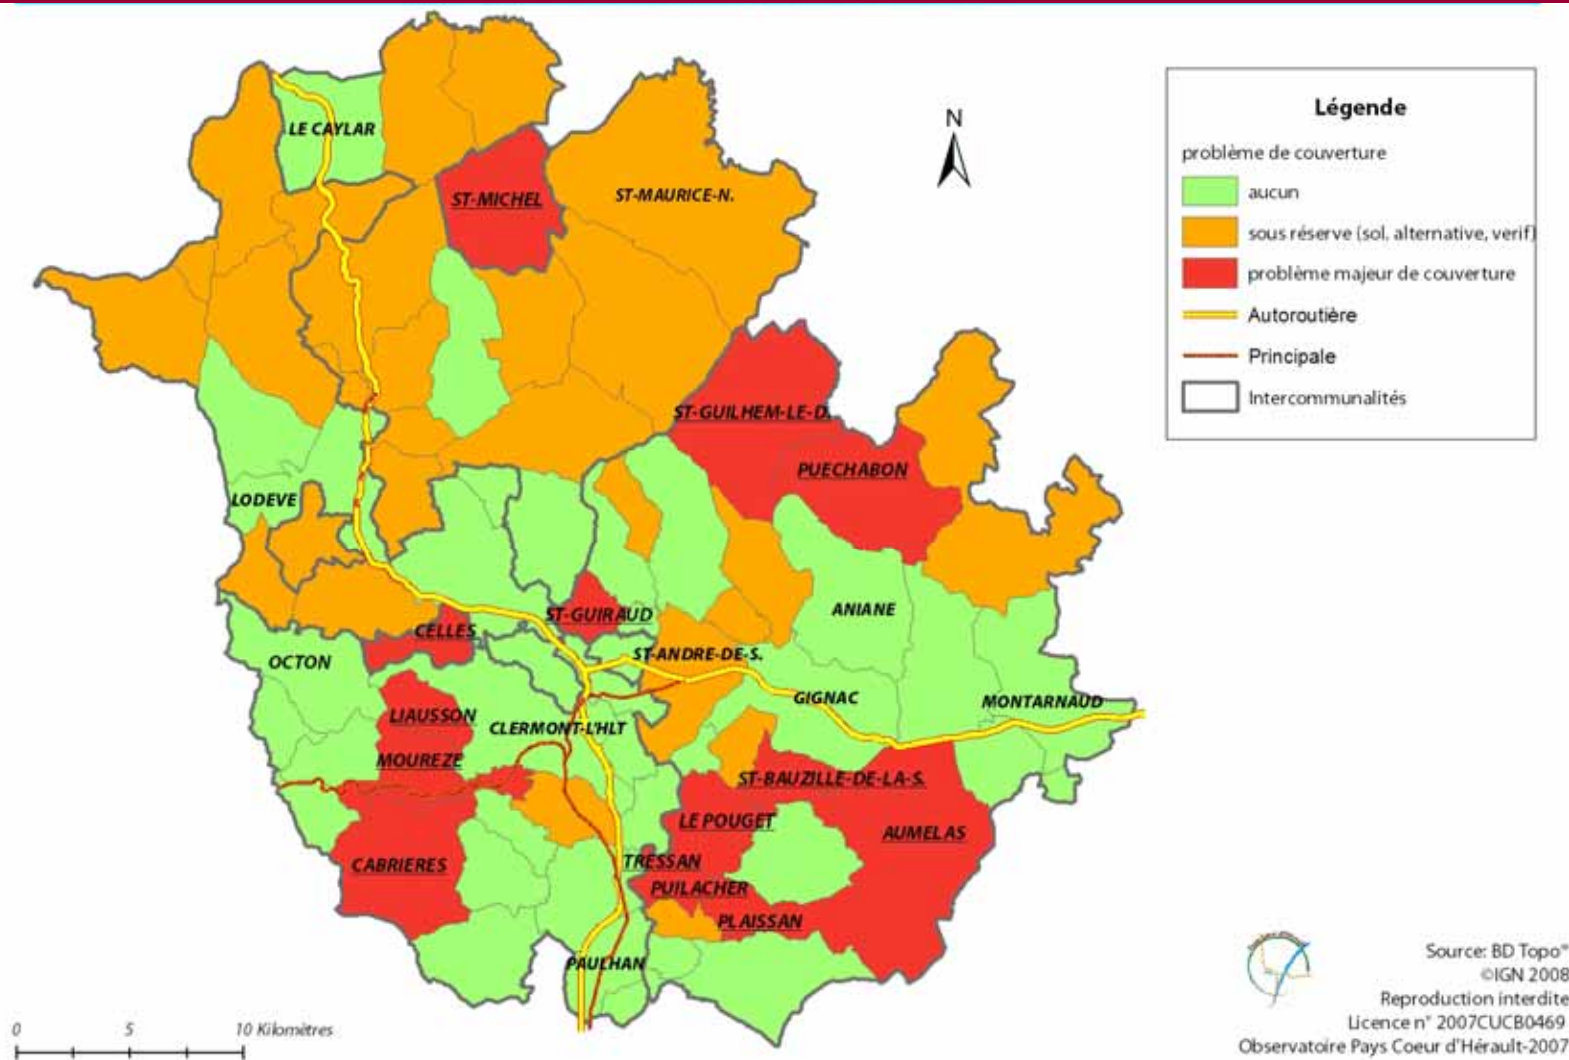 LE CAYLAR
ST-MICHEL
ST-MAURICE-N.
N
Légende
problème de couverture
aucun
sous réserve (sol, alternative, verif)
problème majeur de couverture
Autoroutière
Principale
Intercommunalités
ST-GUILHEM-LE-D.
PUECHABON
LODEVE
ST-GUIRAUD
ANIANE
CELLES
OCTON
ST-ANDRE-DE-S.
GIGNAC
MONTARNAUD
LIAUSSON
CLERMONT-L'HLT
MOUREZE
ST-BAUZILLE-DE-LA-S.
LE POUGET
AUMELAS
CABRIERES
TRESSAN
PUILACHER
PLAISSAN
PAULHAN
0 5 10 Kilomètres
Source: BD Topo®
©IGN 2008
Reproduction interdite
Licence n° 2007CUCB0469
Observatoire Pays Coeur d'Hérault-2007